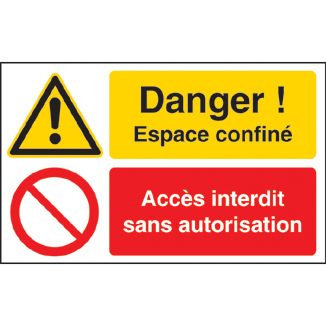 Danger !
Espace confiné
Accès interdit
sans autorisation